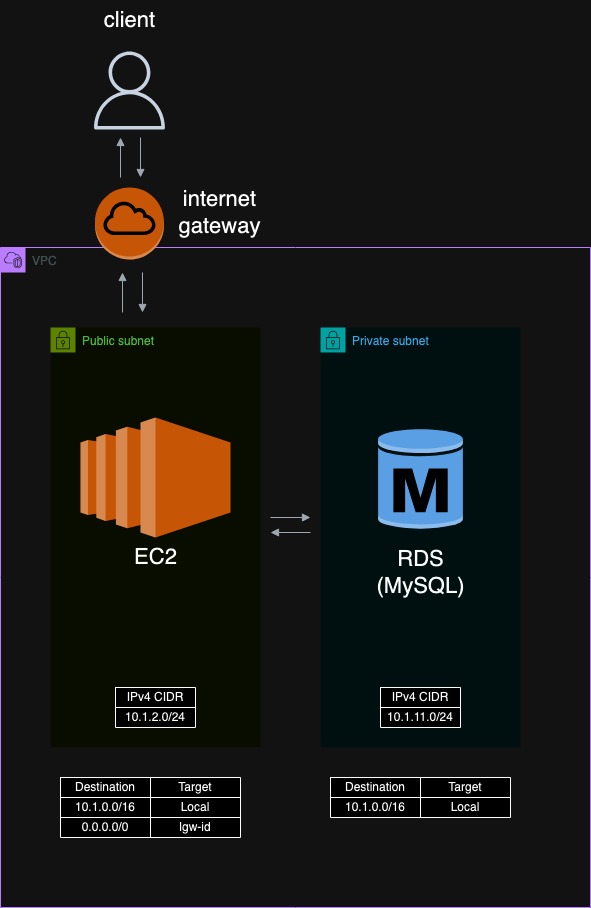 client
internet
gateway
VPC
Public subnet
Private subnet
M
EC2
RDS
(MySQL)
IPv4 CIDR
10.1.2.0/24
IPv4 CIDR
10.1.11.0/24
Destination Target
10.1.0.0/16 Local
0.0.0.0/0 Igw-id
Destination Target
10.1.0.0/16 Local